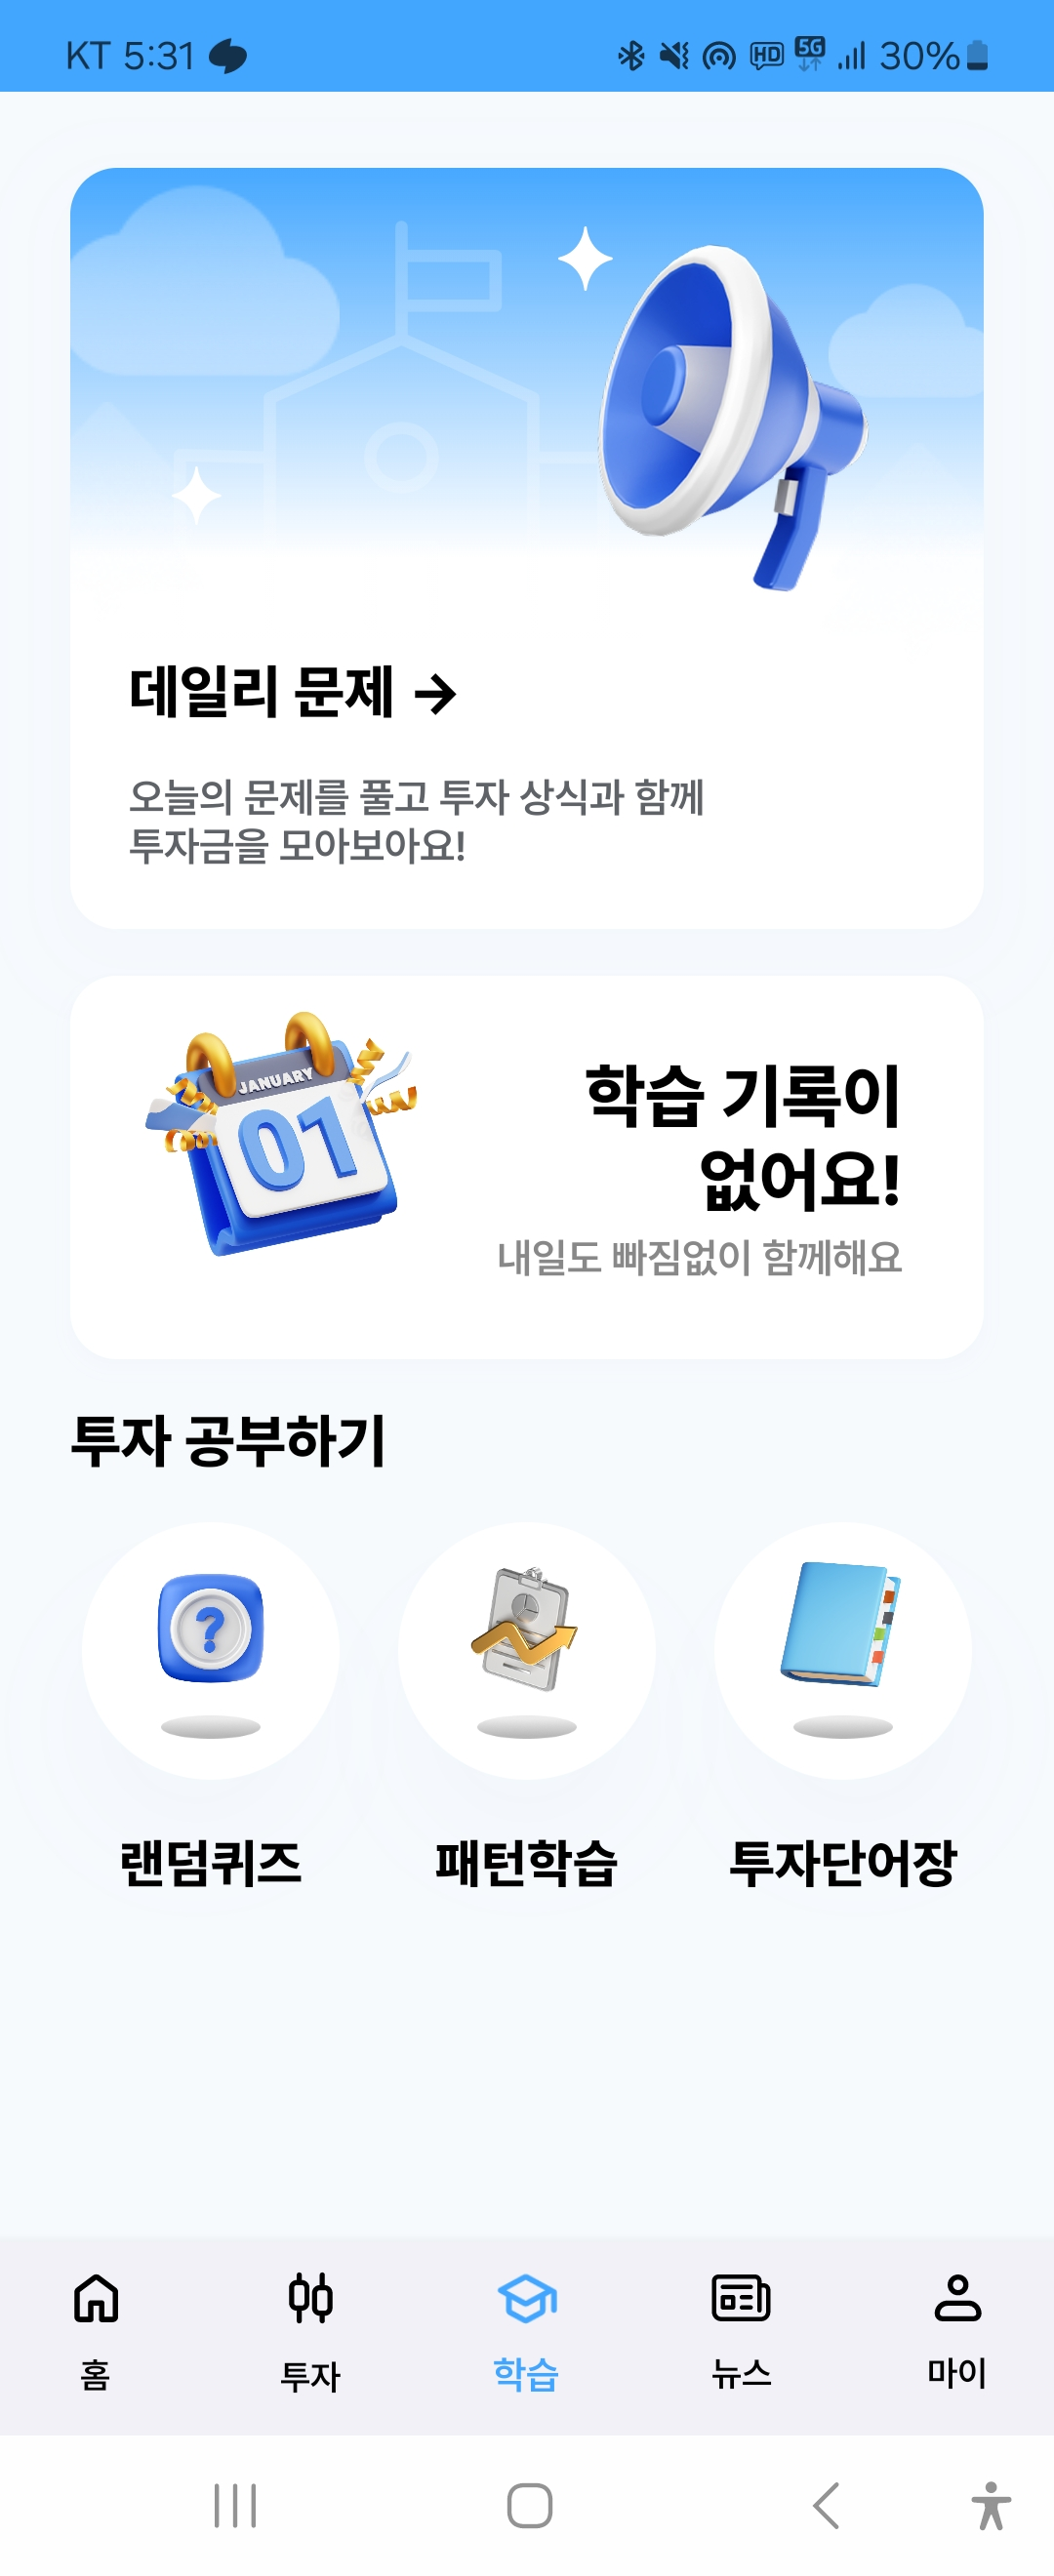 KT 5:31
HD 5G 30%
데일리 문제 →
오늘의 문제를 풀고 투자 상식과 함께
투자금을 모아보아요!
JANUARY
01
학습 기록이
없어요!
내일도 빠짐없이 함께해요
투자 공부하기
?
랜덤퀴즈 패턴학습 투자단어장
홈 투자 학습 뉴스 마이